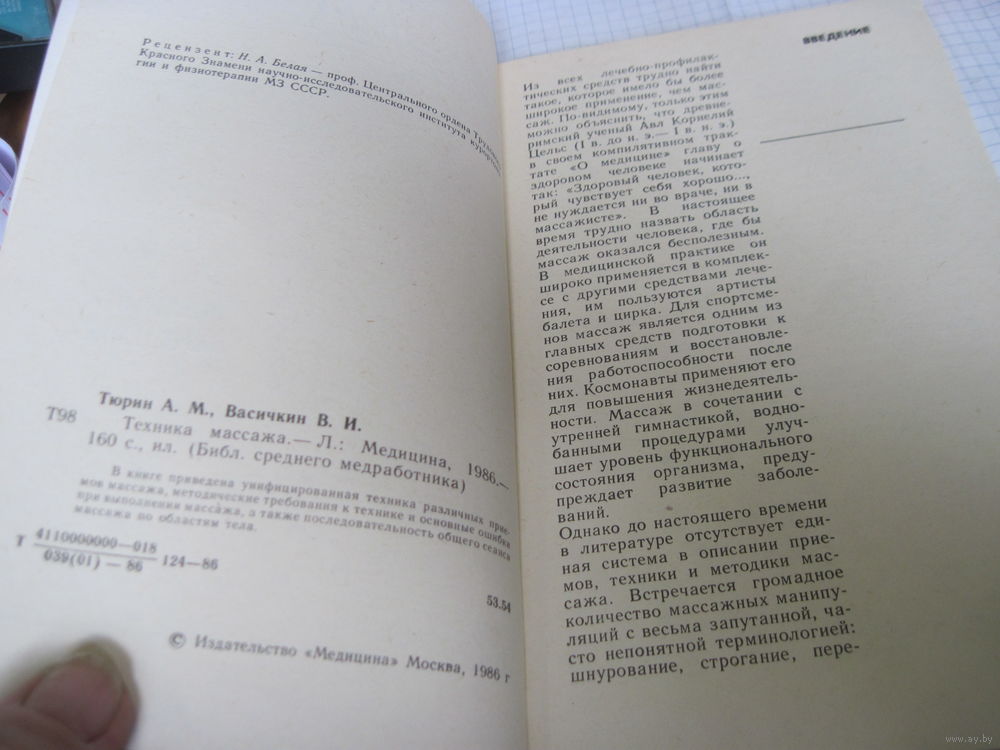 Рецензент: Н. А. Белая — проф. Центрального ордена Трудового
Красного Знамени научно-исследовательского института курортоло-
гии и физиотерапии МЗ СССР.
Тюрин А. М., Васичкин В. И.
Т98
Техника массажа.— Л.: Медицина, 1986.—
160 с., ил. (Библ. среднего медработника)
В книге приведена унифицированная техника различных прие-
мов массажа, методические требования к технике и основные ошибки
при выполнении массажа, а также последовательность общего сеанса
массажа по областям тела.
Т 4110000000—018
039(01) — 86 124—86
53.54
© Издательство «Медицина» Москва, 1986 г
ВВЕДЕНИЕ
Из всех лечебно-профилак-
тических средств трудно найти
такое, которое имело бы более
широкое применение, чем мас-
саж. По-видимому, только этим
можно объяснить, что древне-
римский ученый Авл Корнелий
Цельс (I в. до н. э.— I в. н. э.)
в своем компилятивном трак-
тате «О медицине» главу о
здоровом человеке начинает
так: «Здоровый человек, кото-
рый чувствует себя хорошо...,
не нуждается ни во враче, ни в
массажисте». В настоящее
время трудно назвать область
деятельности человека, где бы
массаж оказался бесполезным.
В медицинской практике он
широко применяется в комплек-
се с другими средствами лече-
ния, им пользуются артисты
балета и цирка. Для спортсме-
нов массаж является одним из
главных средств подготовки к
соревнованиям и восстановле-
ния работоспособности после
них. Космонавты применяют его
для повышения жизнедеятель-
ности. Массаж в сочетании с
утренней гимнастикой, водно-
банными процедурами улуч-
шает уровень функционального
состояния организма, преду-
преждает развитие заболе-
ваний.
Однако до настоящего времени
в литературе отсутствует еди-
ная система в описании прие-
мов, техники и методики мас-
сажа. Встречается громадное
количество массажных манипу-
ляций с весьма запутанной, ча-
сто непонятной терминологией:
шнурование, строгание, пере-
www.ay.by